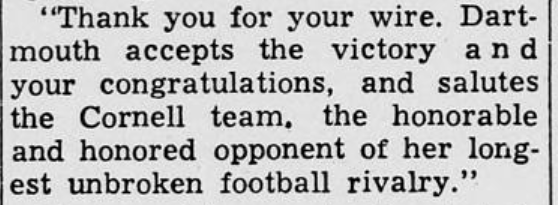 “Thank you for your wire. Dart-
mouth accepts the victory and
your congratulations, and salutes
the Cornell team, the honorable
and honored opponent of her long-
est unbroken football rivalry.”